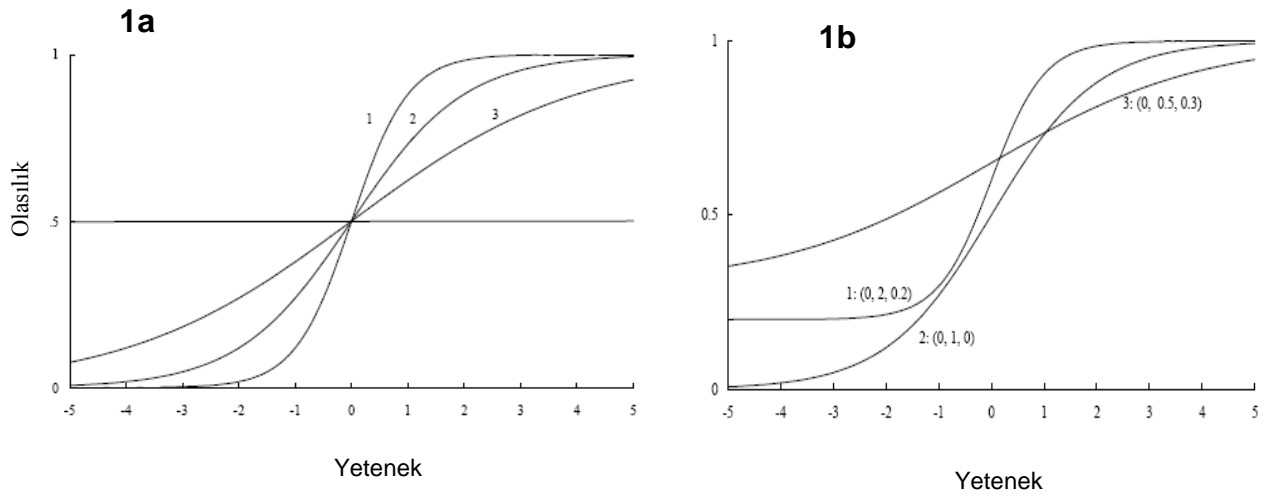 1a
1
.5
0
Olasılık
1
2
3
-5 -4 -3 -2 -1 0 1 2 3 4 5
Yetenek
1b
1
0.5
0
3: (0, 0.5, 0.3)
1: (0, 2, 0.2)
2: (0, 1, 0)
-5 -4 -3 -2 -1 0 1 2 3 4 5
Yetenek